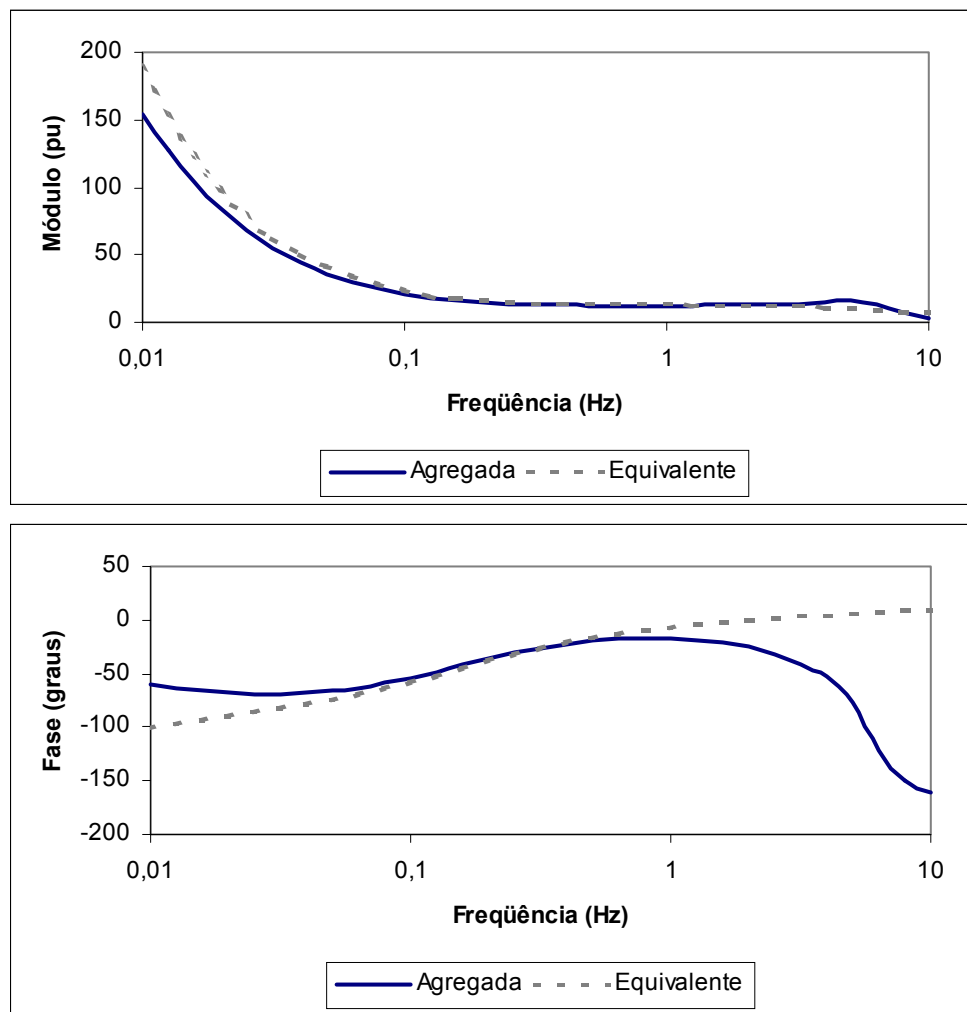 200
150
100
50
0
Módulo (pu)
0,01
0,1
1
10
Freqüência (Hz)
Agregada
Equivalente
50
0
-50
-100
-150
-200
Fase (graus)
0,01
0,1
1
10
Freqüência (Hz)
Agregada
Equivalente